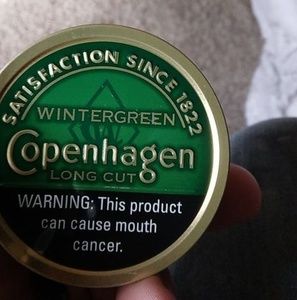 SATISFACTION SINCE 1822
WINTERGREEN
Copenhagen
LONG CUT
WARNING: This product
can cause mouth
cancer.